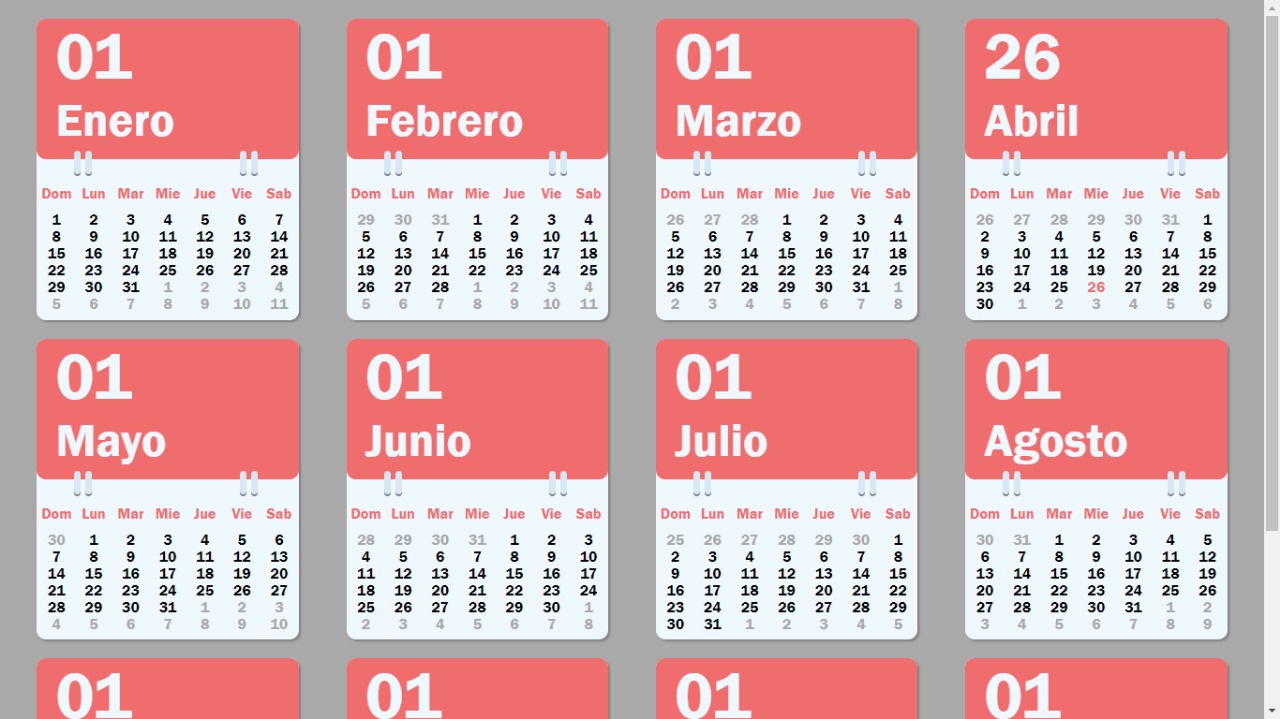 01
Enero
Dom Lun Mar Mie Jue Vie Sab
1 2 3 4 5 6 7
8 9 10 11 12 13 14
15 16 17 18 19 20 21
22 23 24 25 26 27 28
29 30 31 1 2 3 4
5 6 7 8 9 10 11
01
Febrero
Dom Lun Mar Mie Jue Vie Sab
29 30 31 1 2 3 4
5 6 7 8 9 10 11
12 13 14 15 16 17 18
19 20 21 22 23 24 25
26 27 28 1 2 3 4
5 6 7 8 9 10 11
01
Marzo
Dom Lun Mar Mie Jue Vie Sab
26 27 28 1 2 3 4
5 6 7 8 9 10 11
12 13 14 15 16 17 18
19 20 21 22 23 24 25
26 27 28 29 30 31 1
2 3 4 5 6 7 8
26
Abril
Dom Lun Mar Mie Jue Vie Sab
26 27 28 29 30 31 1
2 3 4 5 6 7 8
9 10 11 12 13 14 15
16 17 18 19 20 21 22
23 24 25 26 27 28 29
30 1 2 3 4 5 6
01
Mayo
Dom Lun Mar Mie Jue Vie Sab
30 1 2 3 4 5 6
7 8 9 10 11 12 13
14 15 16 17 18 19 20
21 22 23 24 25 26 27
28 29 30 31 1 2 3
4 5 6 7 8 9 10
01
Junio
Dom Lun Mar Mie Jue Vie Sab
28 29 30 31 1 2 3
4 5 6 7 8 9 10
11 12 13 14 15 16 17
18 19 20 21 22 23 24
25 26 27 28 29 30 1
2 3 4 5 6 7 8
01
Julio
Dom Lun Mar Mie Jue Vie Sab
25 26 27 28 29 30 1
2 3 4 5 6 7 8
9 10 11 12 13 14 15
16 17 18 19 20 21 22
23 24 25 26 27 28 29
30 31 1 2 3 4 5
01
Agosto
Dom Lun Mar Mie Jue Vie Sab
30 31 1 2 3 4 5
6 7 8 9 10 11 12
13 14 15 16 17 18 19
20 21 22 23 24 25 26
27 28 29 30 31 1 2
3 4 5 6 7 8 9
01
01
01
01